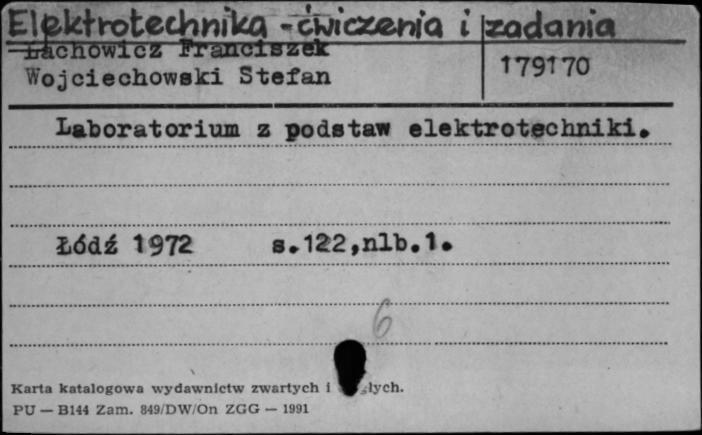 Elektrotechnika - ćwiczenia i zadania
Lachowicz Franciszek
Wojciechowski Stefan
179170
Laboratorium z podstaw elektrotechniki.
Łódź 1972 s.122,nlb.1.
6
Karta katalogowa wydawnictw zwartych i
PU — B144 Zam. 849/DW/On ZGG — 1991